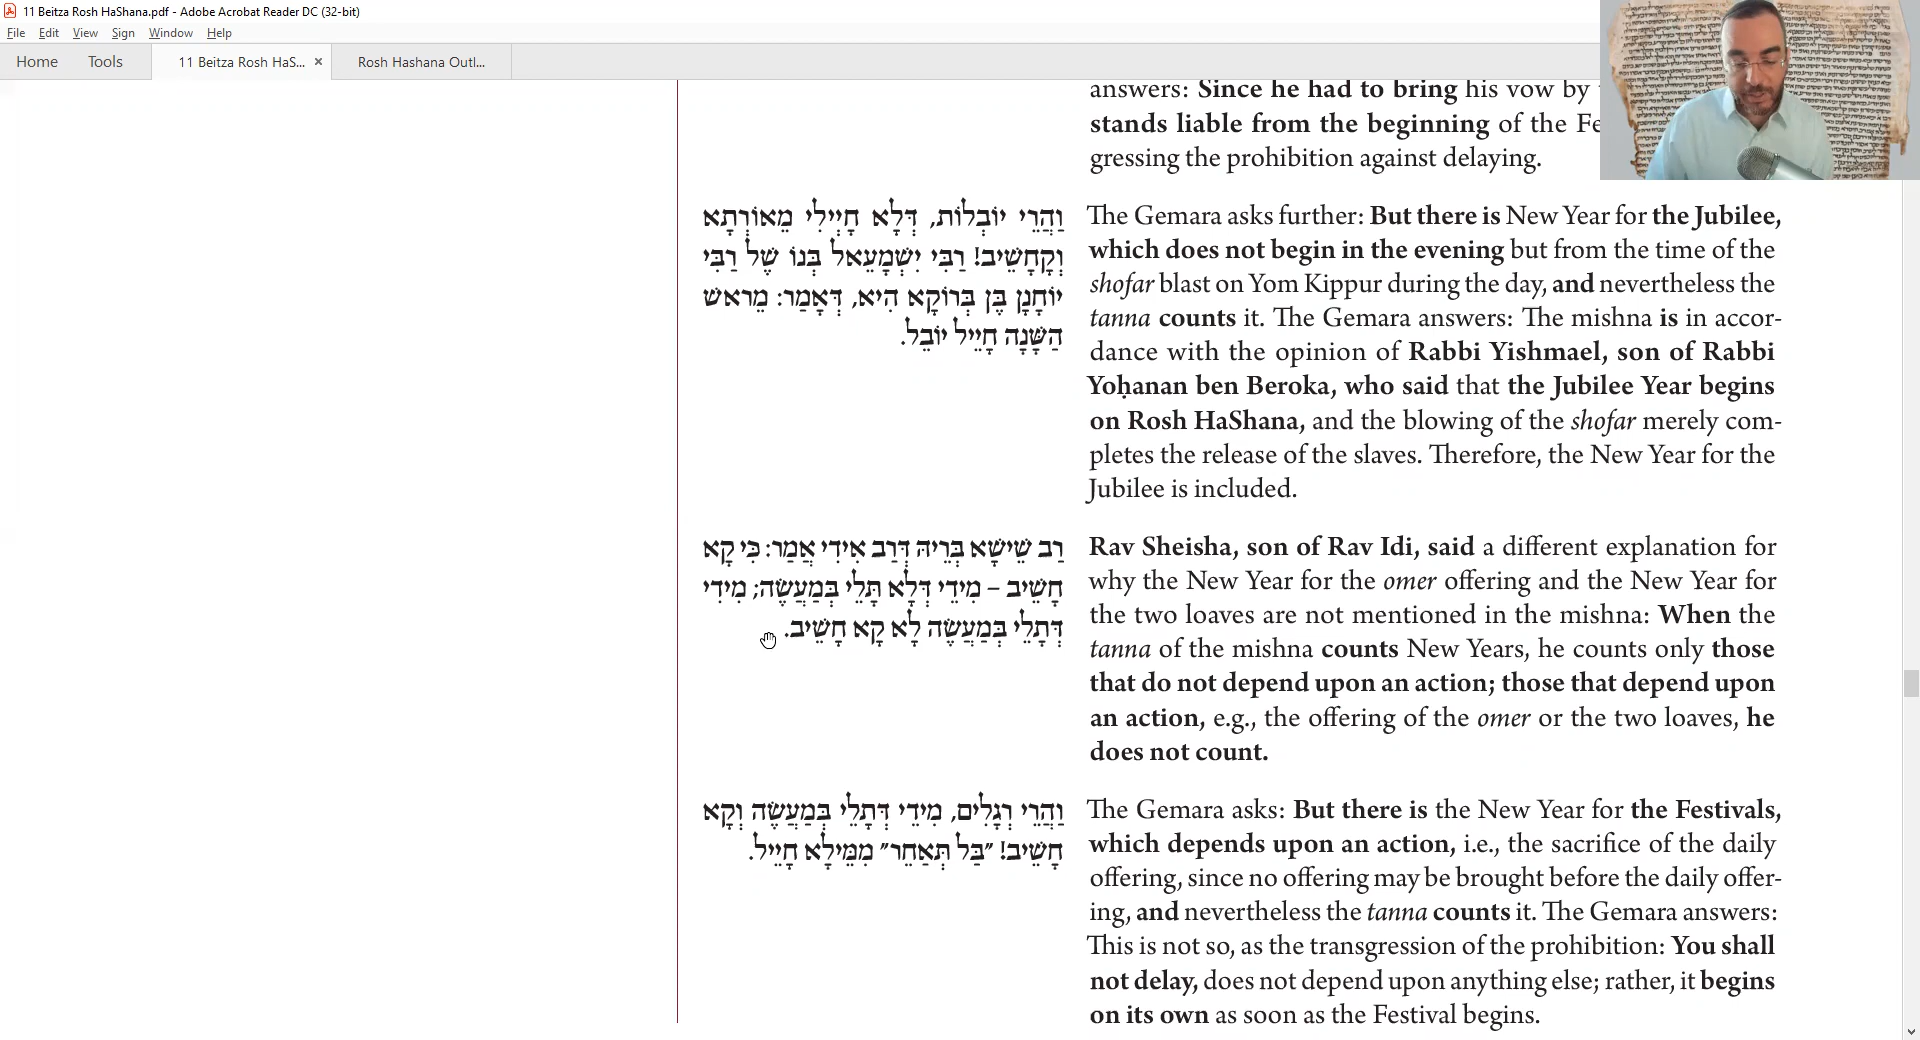 11 Beitza Rosh HaShana.pdf - Adobe Acrobat Reader DC (32-bit)
File Edit View Sign Window Help
Home Tools 11 Beitza Rosh HaS... × Rosh Hashana Outl...
answers: Since he had to bring his vow by
stands liable from the beginning of the Fe
gressing the prohibition against delaying.
וַהֲרֵי יוֹבְלוֹת, דְּלָא חָיְילִי מֵאוֹרְתָא
וְקָחָשֵׁיב! רַבִּי יִשְׁמָעֵאל בְּנוֹ שֶׁל רַבִּי
יוֹחָנָן בֶּן בְּרוֹקָא הִיא, דְּאָמַר: מֵרֹאשׁ
הַשָּׁנָה חָיֵיל יוֹבֵל.
The Gemara asks further: But there is New Year for the Jubilee,
which does not begin in the evening but from the time of the
shofar blast on Yom Kippur during the day, and nevertheless the
tanna counts it. The Gemara answers: The mishna is in accor-
dance with the opinion of Rabbi Yishmael, son of Rabbi
Yoḥanan ben Beroka, who said that the Jubilee Year begins
on Rosh HaShana, and the blowing of the shofar merely com-
pletes the release of the slaves. Therefore, the New Year for the
Jubilee is included.
רַב שֵׁישָׁא בְּרֵיהּ דְּרַב אִידִי אָמַר: כִּי קָא
חָשֵׁיב – מִידֵי דְּלָא תָּלֵי בְּמַעֲשֶׂה; מִידֵי
דְּתָלֵי בְּמַעֲשֶׂה לָא קָא חָשֵׁיב.
Rav Sheisha, son of Rav Idi, said a different explanation for
why the New Year for the omer offering and the New Year for
the two loaves are not mentioned in the mishna: When the
tanna of the mishna counts New Years, he counts only those
that do not depend upon an action; those that depend upon
an action, e.g., the offering of the omer or the two loaves, he
does not count.
וַהֲרֵי רְגָלִים, מִידֵי דְּתָלֵי בְּמַעֲשֶׂה וְקָא
חָשֵׁיב! ״בַּל תְּאַחֵר״ מִמֵּילָא חָיֵיל.
The Gemara asks: But there is the New Year for the Festivals,
which depends upon an action, i.e., the sacrifice of the daily
offering, since no offering may be brought before the daily offer-
ing, and nevertheless the tanna counts it. The Gemara answers:
This is not so, as the transgression of the prohibition: You shall
not delay, does not depend upon anything else; rather, it begins
on its own as soon as the Festival begins.